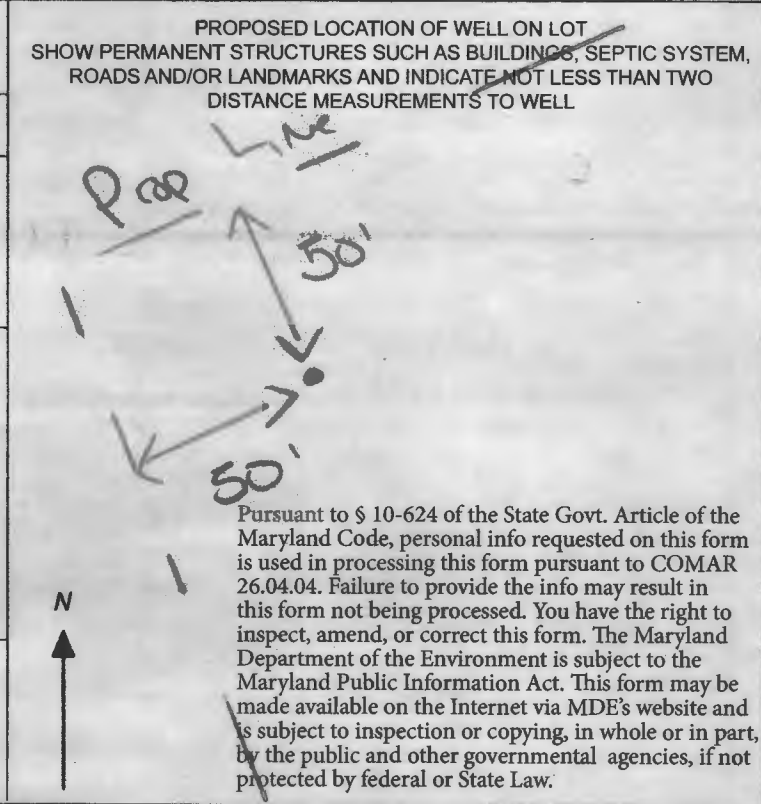 PROPOSED LOCATION OF WELL ON LOT
SHOW PERMANENT STRUCTURES SUCH AS BUILDINGS, SEPTIC SYSTEM,
ROADS AND/OR LANDMARKS AND INDICATE NOT LESS THAN TWO
DISTANCE MEASUREMENTS TO WELL
Prop Line
50'
50'
Pursuant to § 10-624 of the State Govt. Article of the
Maryland Code, personal info requested on this form
is used in processing this form pursuant to COMAR
26.04.04. Failure to provide the info may result in
this form not being processed. You have the right to
inspect, amend, or correct this form. The Maryland
Department of the Environment is subject to the
Maryland Public Information Act. This form may be
made available on the Internet via MDE's website and
is subject to inspection or copying, in whole or in part,
by the public and other governmental agencies, if not
protected by federal or State Law.
N